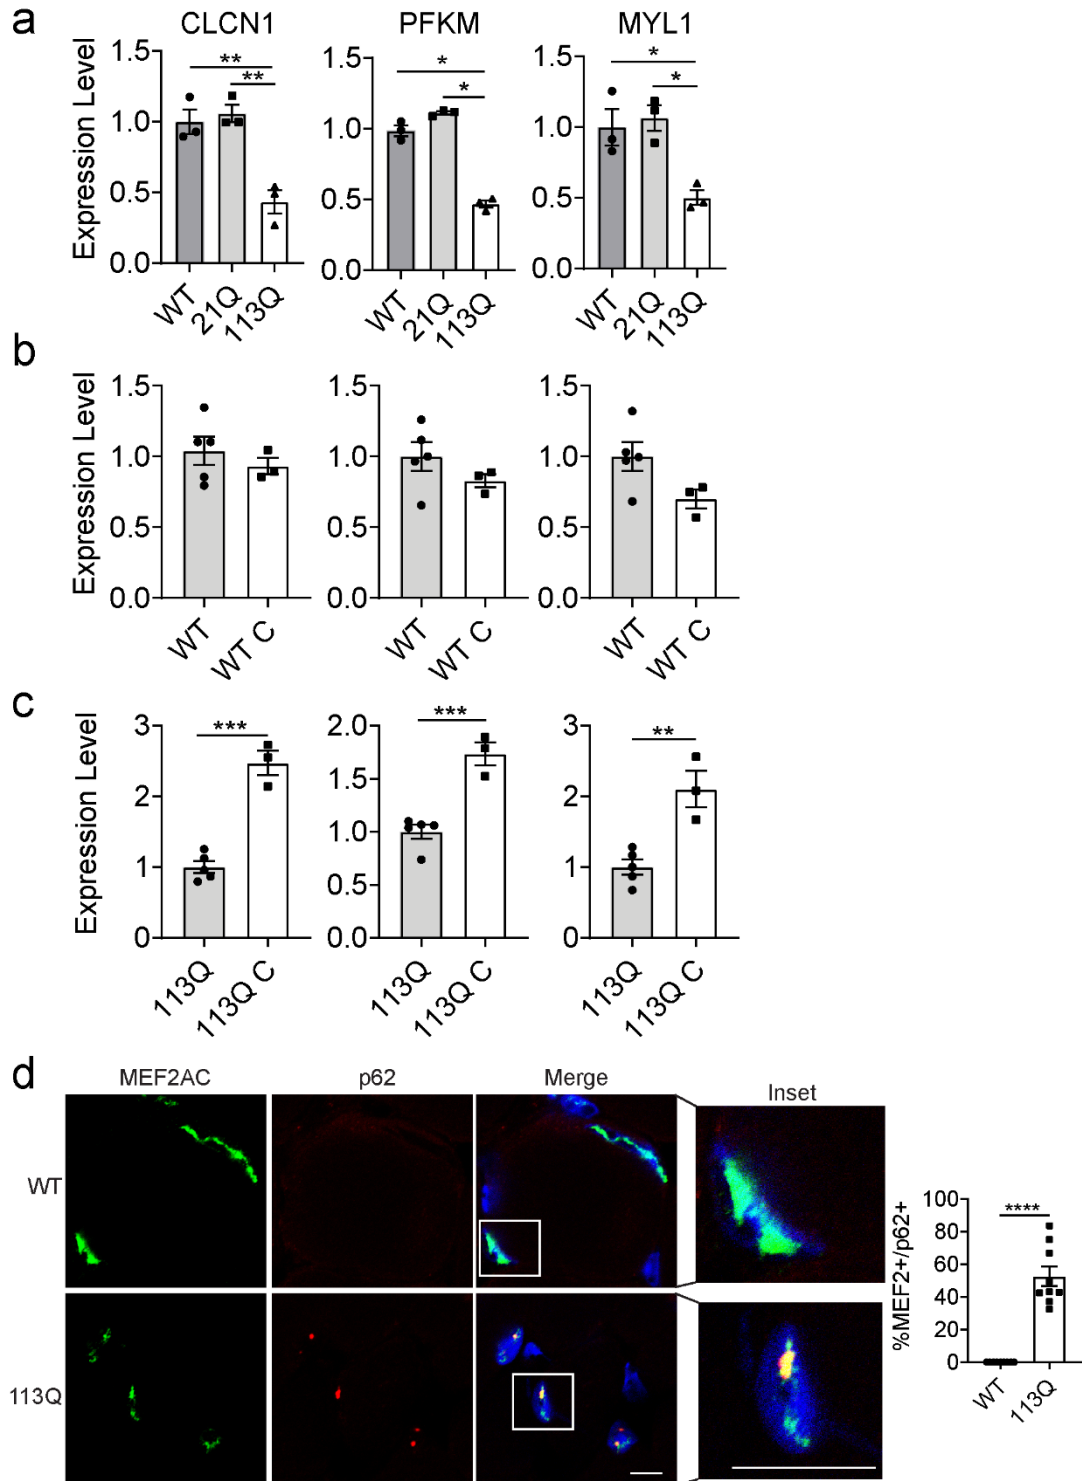 a
CLCN1 PFKM MYL1
Expression Level
1.5 1.5 1.5
** * *
** * *
1.0 1.0 1.0
0.5 0.5 0.5
0.0 0.0 0.0
WT 21Q 113Q WT 21Q 113Q WT 21Q 113Q
b
Expression Level
1.5 1.5 1.5
1.0 1.0 1.0
0.5 0.5 0.5
0.0 0.0 0.0
WT WT C WT WT C WT WT C
c
Expression Level
3 2.0 3
*** *** **
2 1.5 2
1 1.0 1
0.5
0 0.0 0
113Q 113Q C 113Q 113Q C 113Q 113Q C
d
MEF2AC p62 Merge Inset
WT
113Q
%MEF2+/p62+
100
****
80
60
40
20
0
WT 113Q